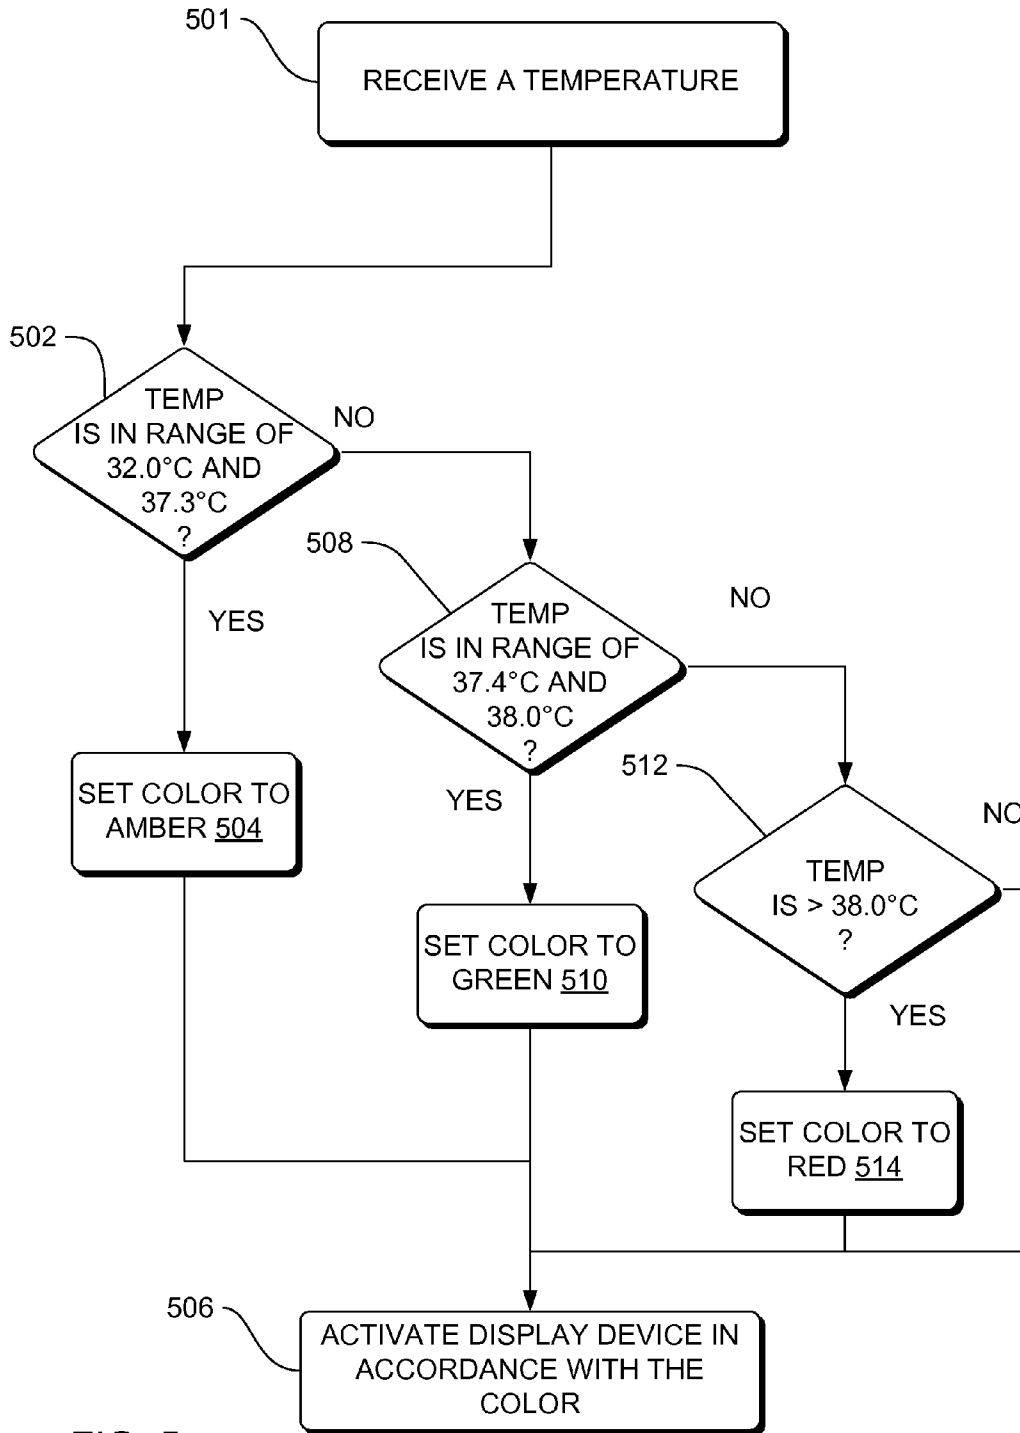 501
RECEIVE A TEMPERATURE
502
TEMP
IS IN RANGE OF
32.0°C AND
37.3°C
?
NO
YES
508
TEMP
IS IN RANGE OF
37.4°C AND
38.0°C
?
NO
YES
512
TEMP
IS > 38.0°C
?
NO
YES
SET COLOR TO
AMBER 504
SET COLOR TO
GREEN 510
SET COLOR TO
RED 514
506
ACTIVATE DISPLAY DEVICE IN
ACCORDANCE WITH THE
COLOR